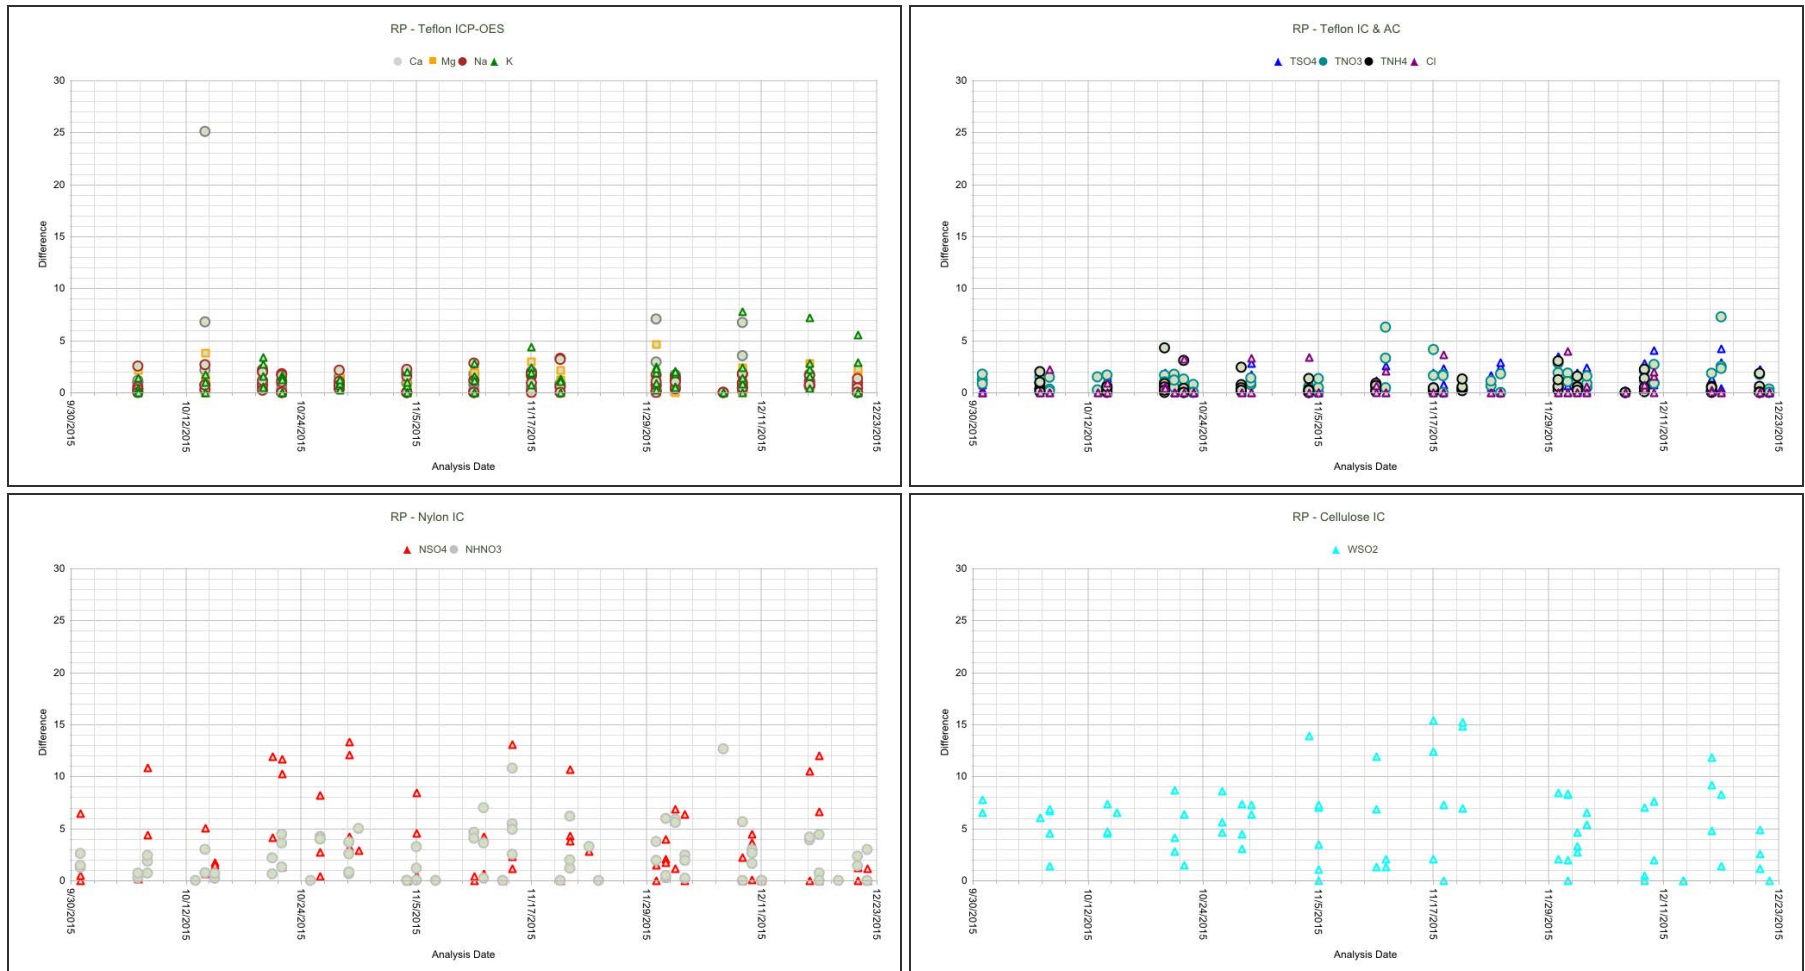 RP - Teflon ICP-OES
Ca Mg Na K
30
25
20
15
10
5
0
Difference
9/30/2015 10/12/2015 10/24/2015 11/5/2015 11/17/2015 11/29/2015 12/11/2015 12/23/2015
Analysis Date
RP - Teflon IC & AC
TSO4 TNO3 TNH4 Cl
30
25
20
15
10
5
0
Difference
9/30/2015 10/12/2015 10/24/2015 11/5/2015 11/17/2015 11/29/2015 12/11/2015 12/23/2015
Analysis Date
RP - Nylon IC
NSO4 NHNO3
30
25
20
15
10
5
0
Difference
9/30/2015 10/12/2015 10/24/2015 11/5/2015 11/17/2015 11/29/2015 12/11/2015 12/23/2015
Analysis Date
RP - Cellulose IC
WSO2
30
25
20
15
10
5
0
Difference
9/30/2015 10/12/2015 10/24/2015 11/5/2015 11/17/2015 11/29/2015 12/11/2015 12/23/2015
Analysis Date